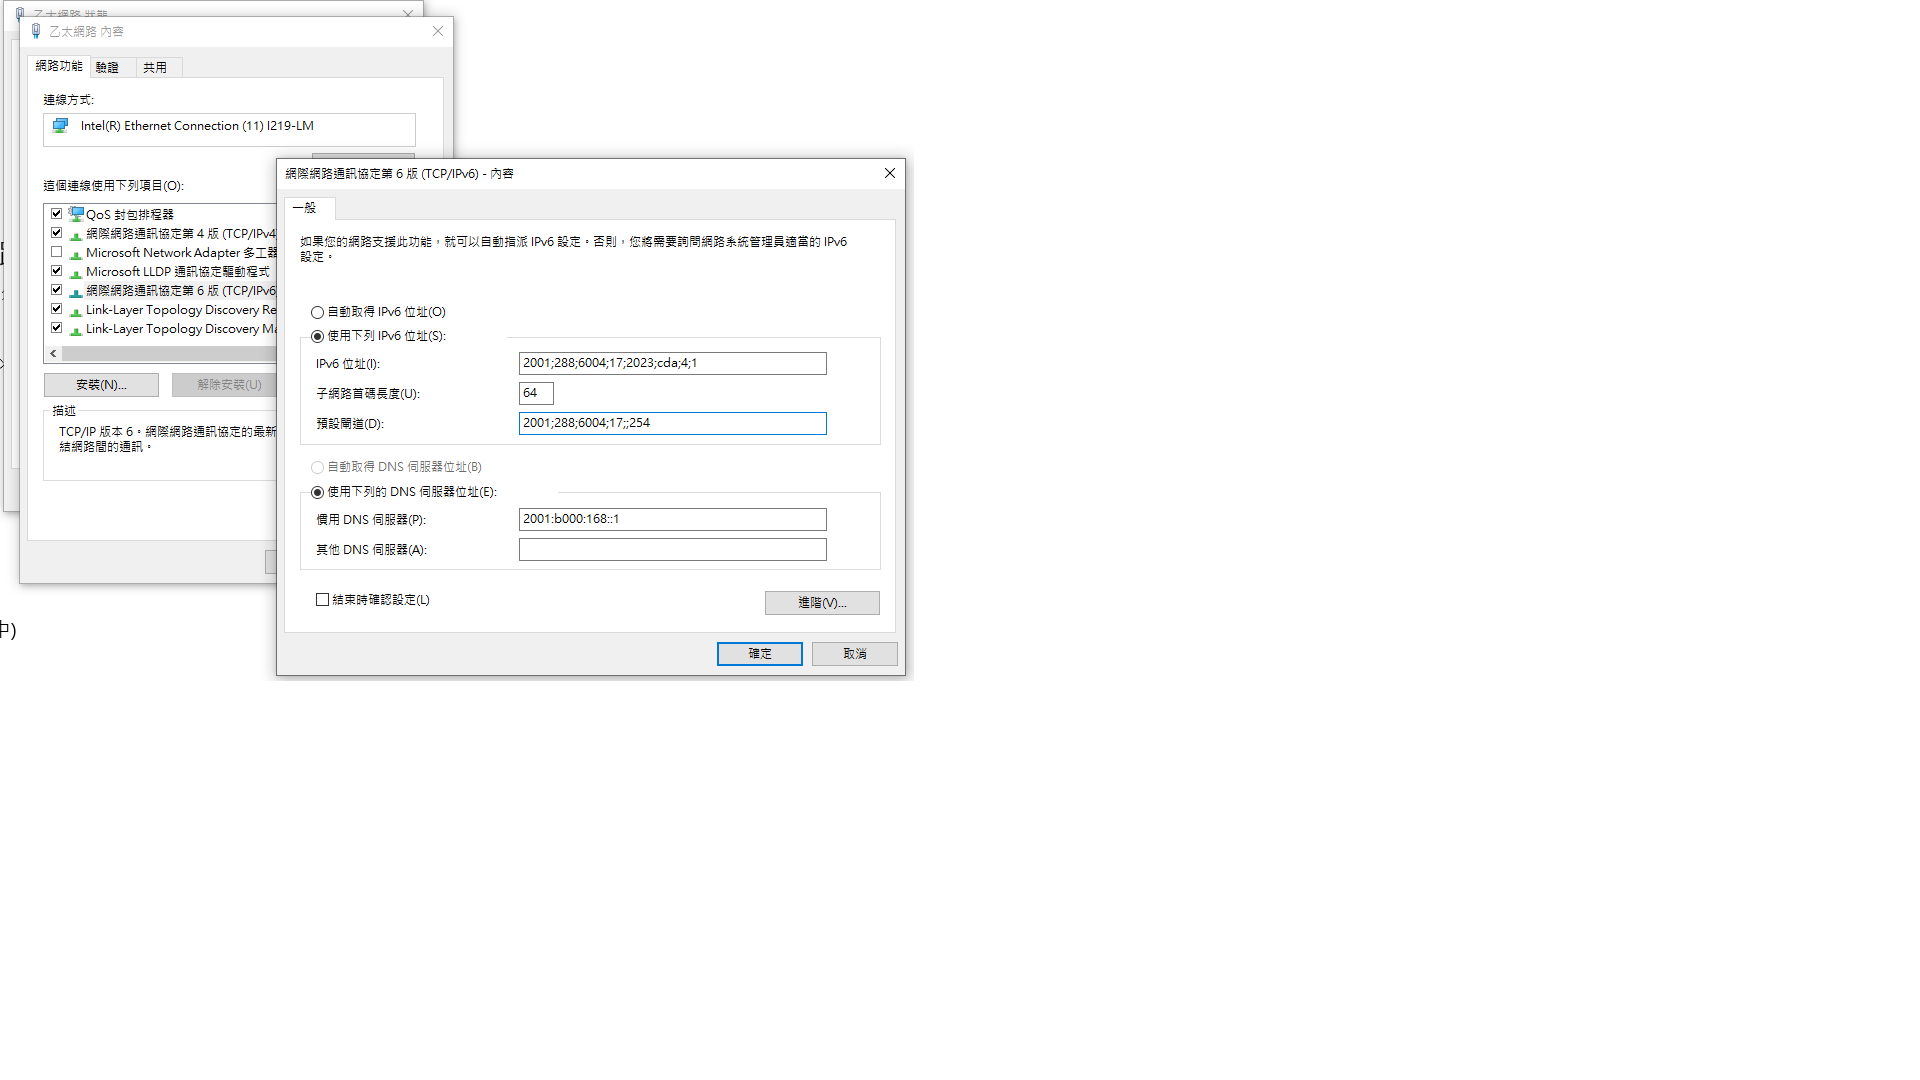 乙太網路 狀態
乙太網路 內容
網路功能
驗證
共用
連線方式:
Intel(R) Ethernet Connection (11) I219-LM
這個連線使用下列項目(O):
QoS 封包排程器
網際網路通訊協定第 4 版 (TCP/IPv4
Microsoft Network Adapter 多工器
Microsoft LLDP 通訊協定驅動程式
網際網路通訊協定第 6 版 (TCP/IPv6
Link-Layer Topology Discovery Re
Link-Layer Topology Discovery Ma
安裝(N)...
解除安裝(U)
描述
TCP/IP 版本 6。網際網路通訊協定的最新
結網路間的通訊。
中)
網際網路通訊協定第 6 版 (TCP/IPv6) - 內容
一般
如果您的網路支援此功能，就可以自動指派 IPv6 設定。否則，您將需要詢問網路系統管理員適當的 IPv6
設定。
自動取得 IPv6 位址(O)
使用下列 IPv6 位址(S):
IPv6 位址(I):
2001;288;6004;17;2023;cda;4;1
子網路首碼長度(U):
64
預設閘道(D):
2001;288;6004;17;;254
自動取得 DNS 伺服器位址(B)
使用下列的 DNS 伺服器位址(E):
慣用 DNS 伺服器(P):
2001:b000:168::1
其他 DNS 伺服器(A):
結束時確認設定(L)
進階(V)...
確定
取消